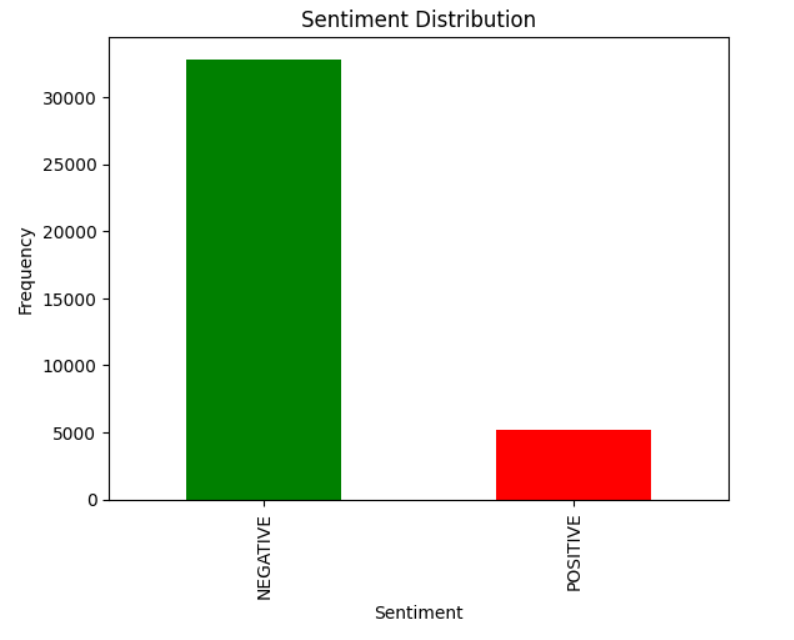 Sentiment Distribution
Frequency
30000
25000
20000
15000
10000
5000
0
NEGATIVE
POSITIVE
Sentiment